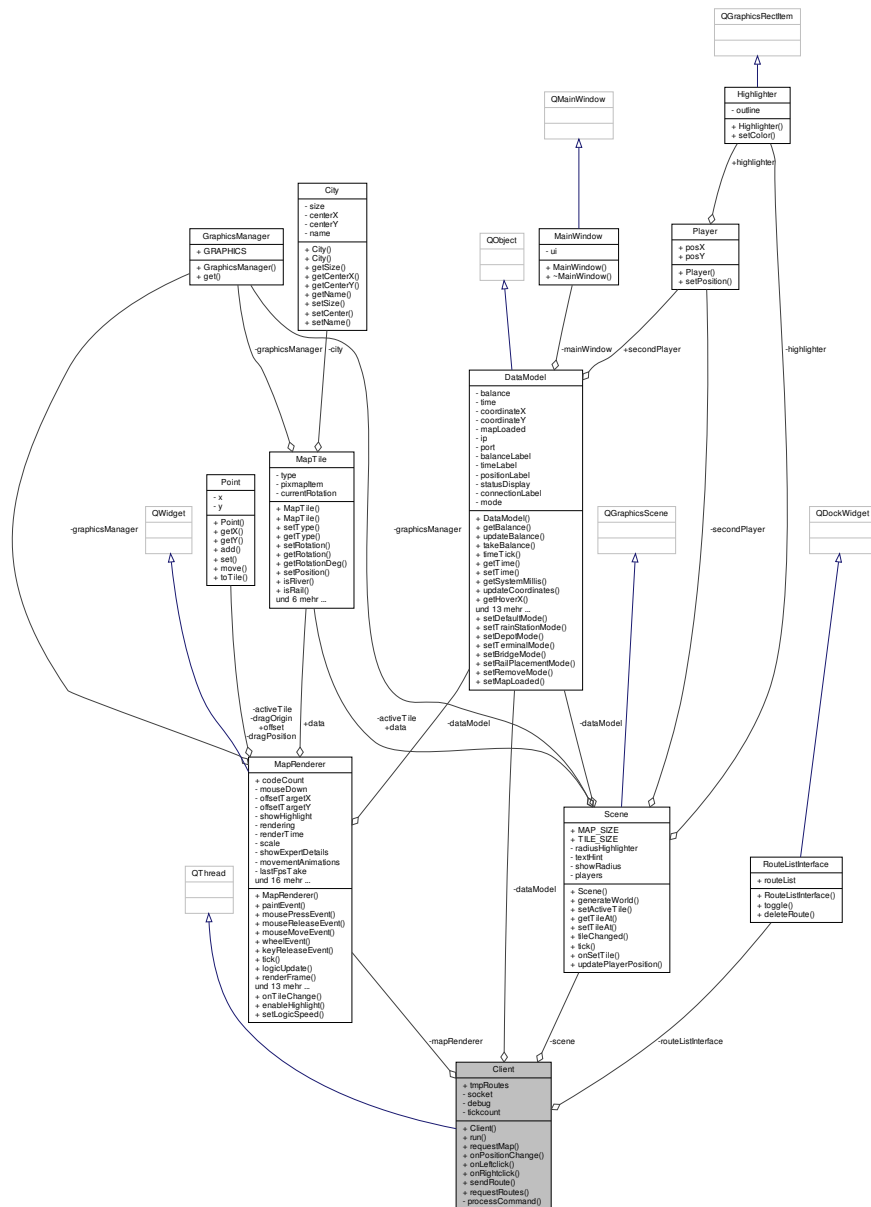 QGraphicsRectItem
Highlighter
- outline
+ Highlighter()
+ setColor()
QMainWindow
+highlighter
City
- size
- centerX
- centerY
- name
+ City()
+ City()
+ getSize()
+ getCenterX()
+ getCenterY()
+ getName()
+ setSize()
+ setCenter()
+ setName()
GraphicsManager
+ GRAPHICS
+ GraphicsManager()
+ get()
QObject
MainWindow
- ui
+ MainWindow()
+ ~MainWindow()
Player
+ posX
+ posY
+ Player()
+ setPosition()
-graphicsManager
-city
-mainWindow
+secondPlayer
-highlighter
DataModel
- balance
- time
- coordinateX
- coordinateY
- mapLoaded
- ip
- port
- balanceLabel
- timeLabel
- positionLabel
- statusDisplay
- connectionLabel
- mode
+ DataModel()
+ getBalance()
+ updateBalance()
+ takeBalance()
+ timeTick()
+ getTime()
+ setTime()
+ getSystemMillis()
+ updateCoordinates()
+ getHoverX()
und 13 mehr ...
+ setDefaultMode()
+ setTrainStationMode()
+ setDepotMode()
+ setTerminalMode()
+ setBridgeMode()
+ setRailPlacementMode()
+ setRemoveMode()
+ setMapLoaded()
MapTile
- type
- pixmapItem
- currentRotation
+ MapTile()
+ MapTile()
+ setType()
+ getType()
+ setRotation()
+ getRotation()
+ getRotationDeg()
+ setPosition()
+ isRiver()
+ isRail()
und 6 mehr ...
Point
- x
- y
+ Point()
+ getX()
+ getY()
+ add()
+ set()
+ move()
+ toTile()
QWidget
QGraphicsScene
QDockWidget
-graphicsManager
-graphicsManager
-secondPlayer
-activeTile
-dragOrigin
+offset
-dragPosition
+data
-activeTile
+data
-dataModel
-dataModel
MapRenderer
+ codeCount
- mouseDown
- offsetTargetX
- offsetTargetY
- showHighlight
- rendering
- renderTime
- scale
- showExpertDetails
- movementAnimations
- lastFpsTake
und 16 mehr ...
+ MapRenderer()
+ paintEvent()
+ mousePressEvent()
+ mouseReleaseEvent()
+ mouseMoveEvent()
+ wheelEvent()
+ keyReleaseEvent()
+ tick()
+ logicUpdate()
+ renderFrame()
und 13 mehr ...
+ onTileChange()
+ enableHighlight()
+ setLogicSpeed()
Scene
+ MAP_SIZE
+ TILE_SIZE
- radiusHighlighter
- textHint
- showRadius
- players
+ Scene()
+ generateWorld()
+ setActiveTile()
+ getTileAt()
+ setTileAt()
+ tileChanged()
+ tick()
+ onSetTile()
+ updatePlayerPosition()
RouteListInterface
+ routeList
+ RouteListInterface()
+ toggle()
+ deleteRoute()
QThread
-dataModel
-mapRenderer
-scene
-routeListInterface
Client
+ tmpRoutes
- socket
- debug
- tickcount
+ Client()
+ run()
+ requestMap()
+ onPositionChange()
+ onLeftclick()
+ onRightclick()
+ sendRoute()
+ requestRoutes()
- processCommand()